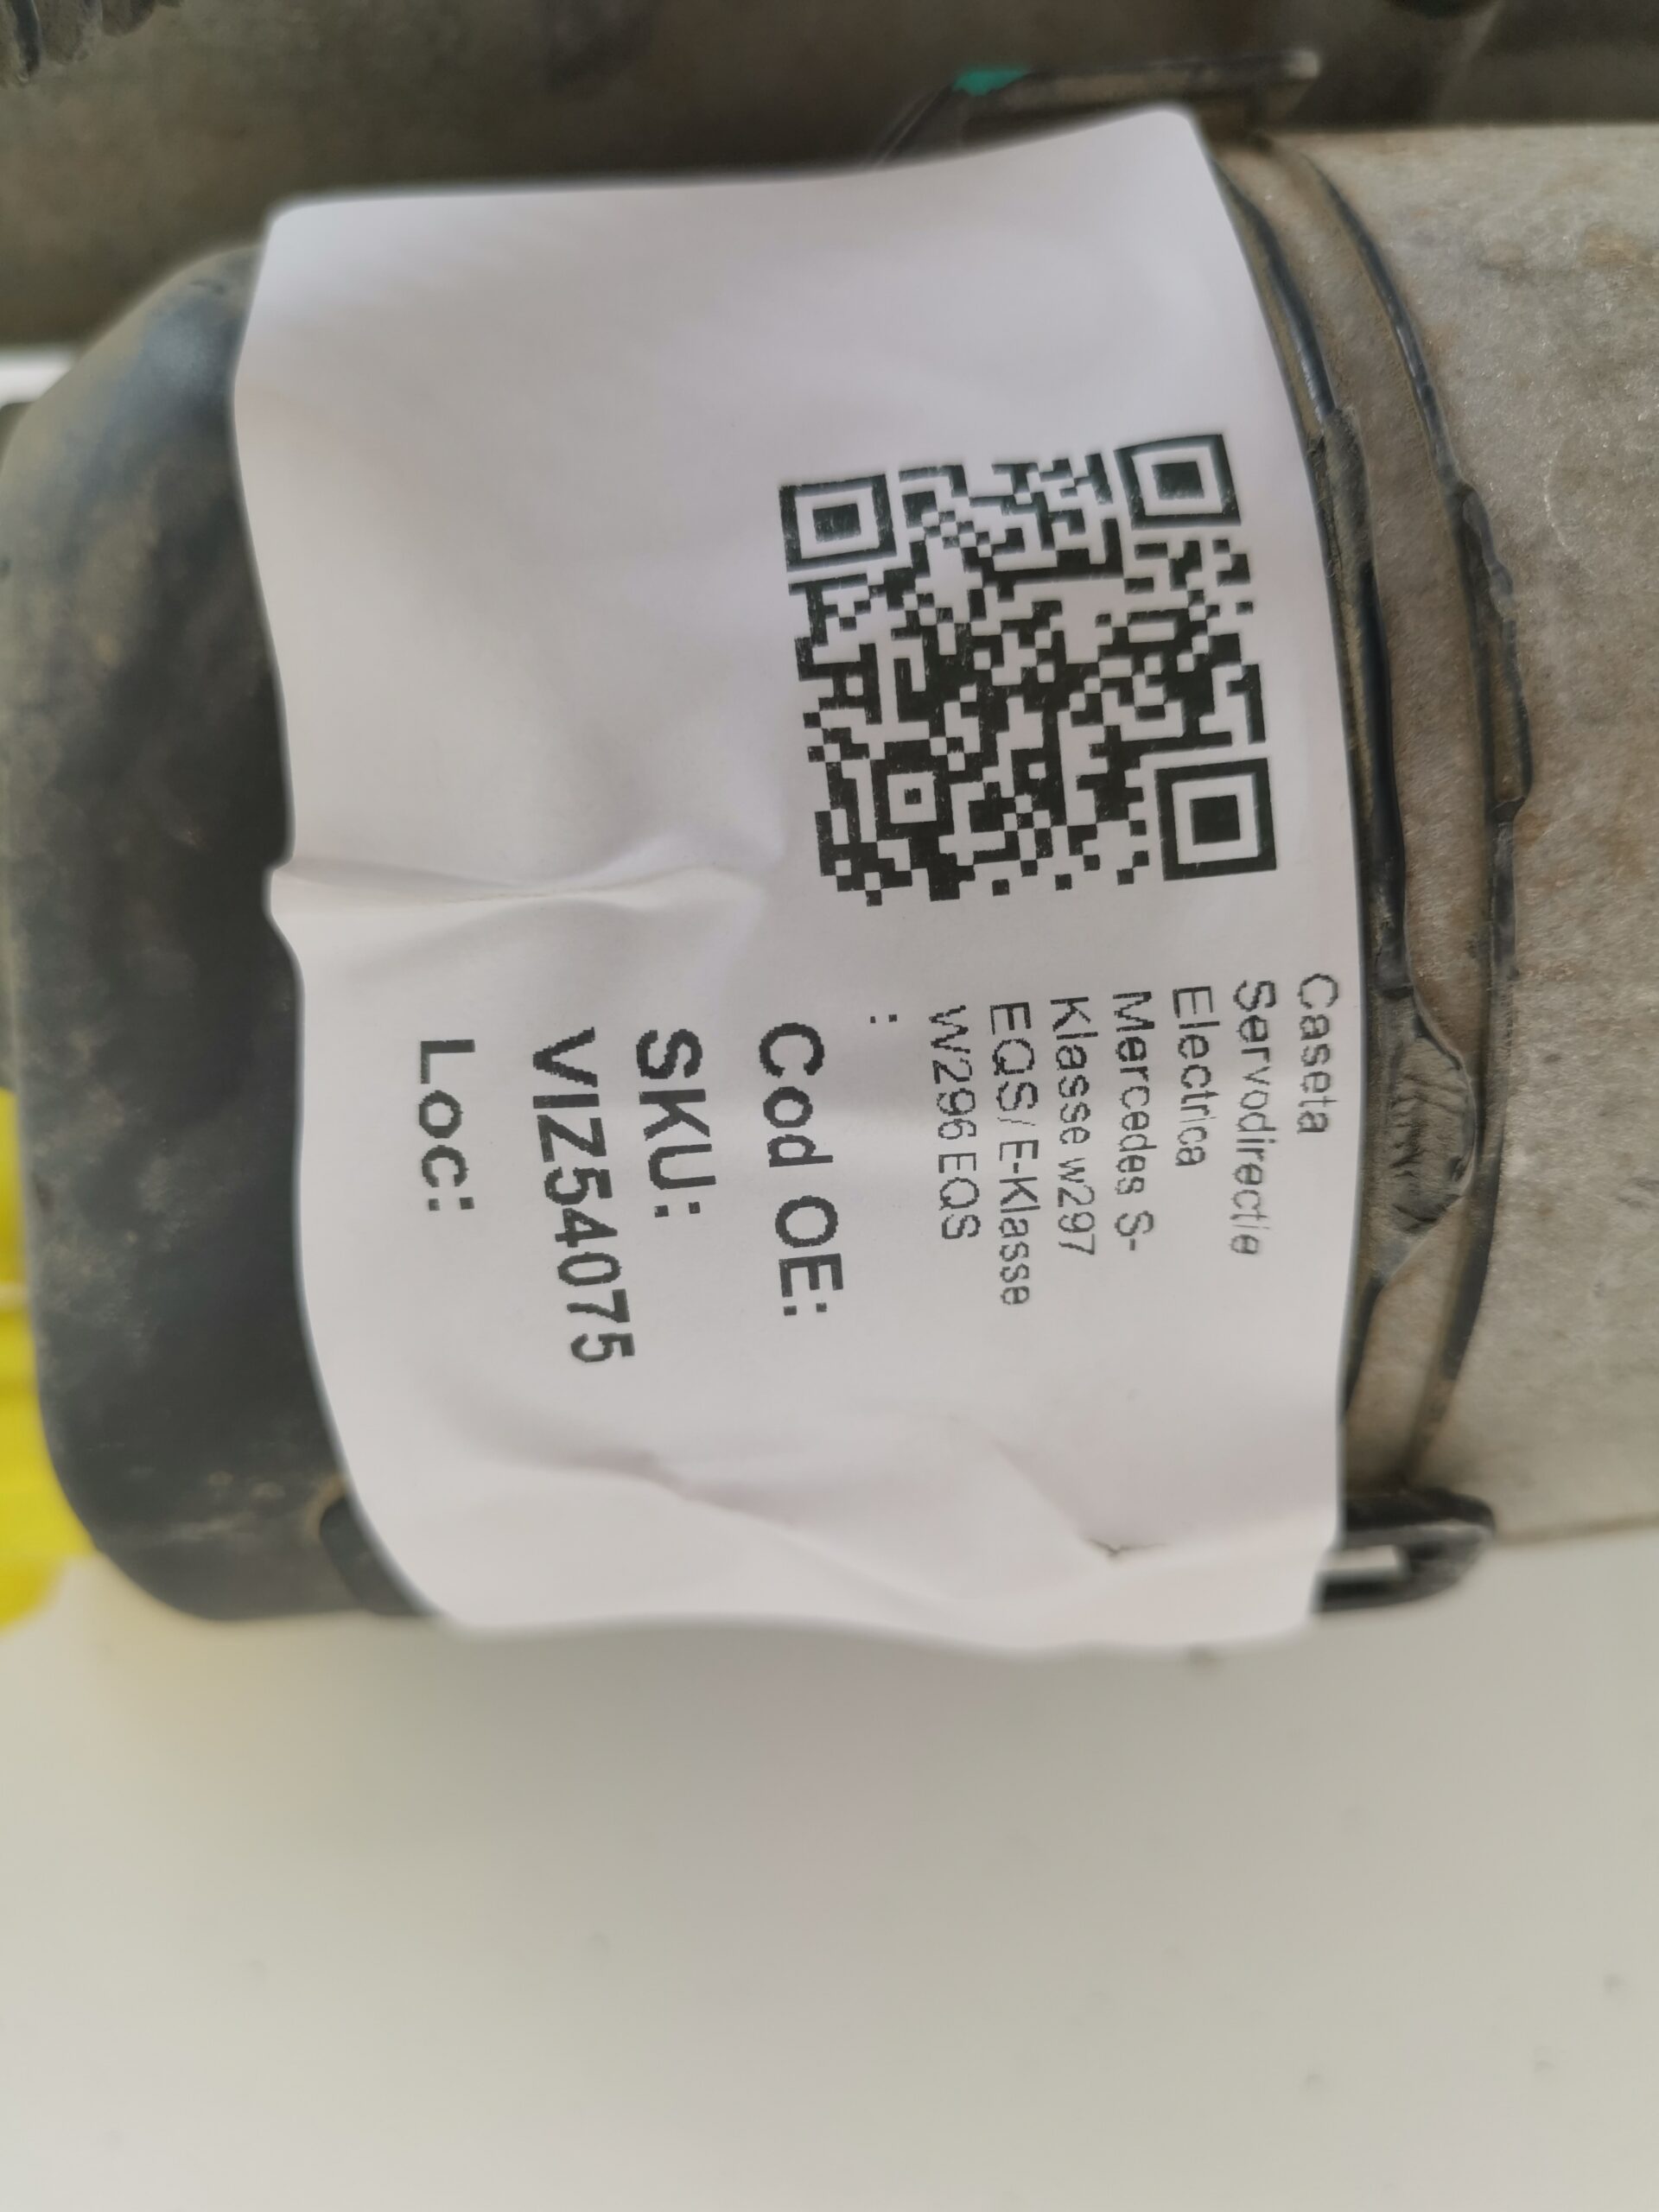 Caseta
Servodirectie
Electrica
Mercedes S-
Klasse w297
EQS/ E-Klasse
W296 EQS
:
Cod OE:
SKU:
VIZ54075
Loc: